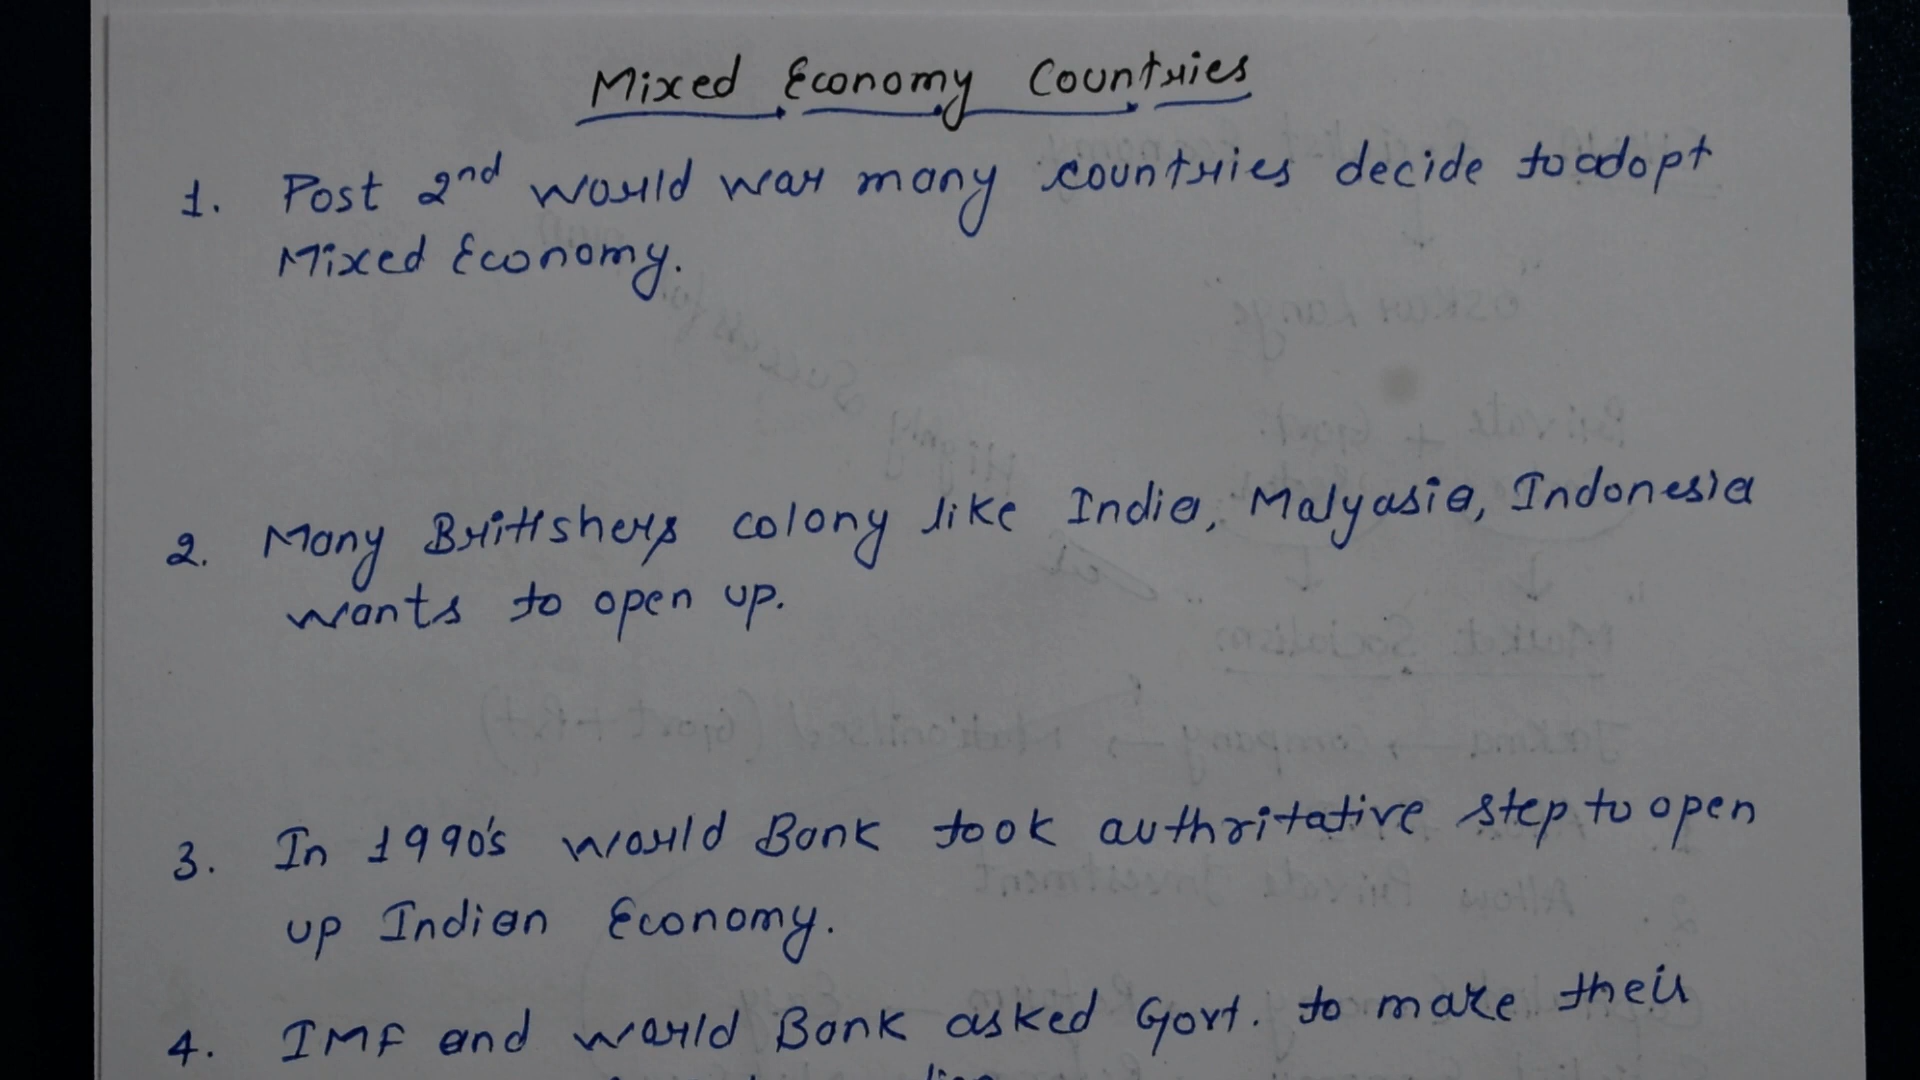 Mixed Economy Countries
1. Post 2nd world war many countries decide to adopt
Mixed Economy.
2. Many Brittshers colony like India, Malyasia, Indonesia
wants to open up.
3. In 1990's world Bank took authritative step to open
up Indian Economy.
4. IMF and world Bank asked Govt. to make their